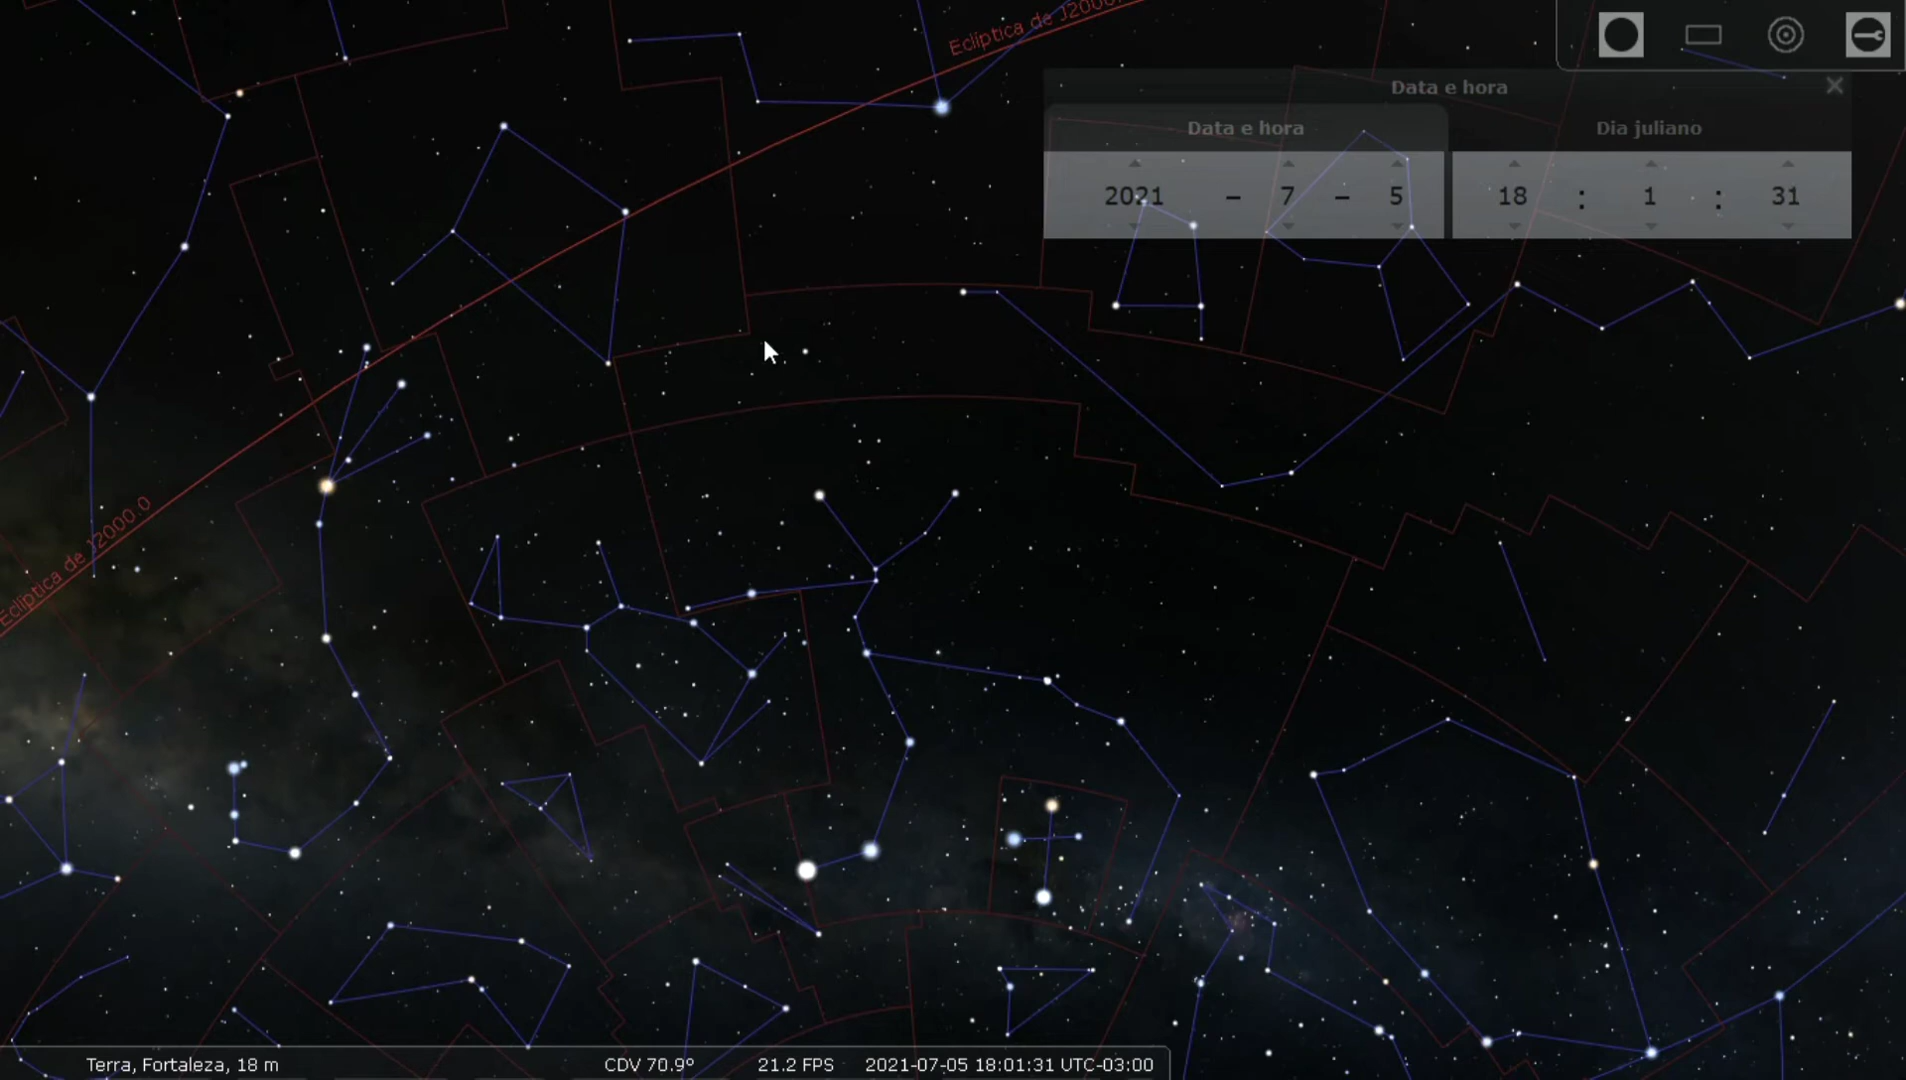 Eclíptica de J2000.
Data e hora
Data e hora
Dia juliano
2021 - 7 - 5 18 : 1 : 31
Eclíptica de J2000.0
Terra, Fortaleza, 18 m CDV 70.9° 21.2 FPS 2021-07-05 18:01:31 UTC-03:00